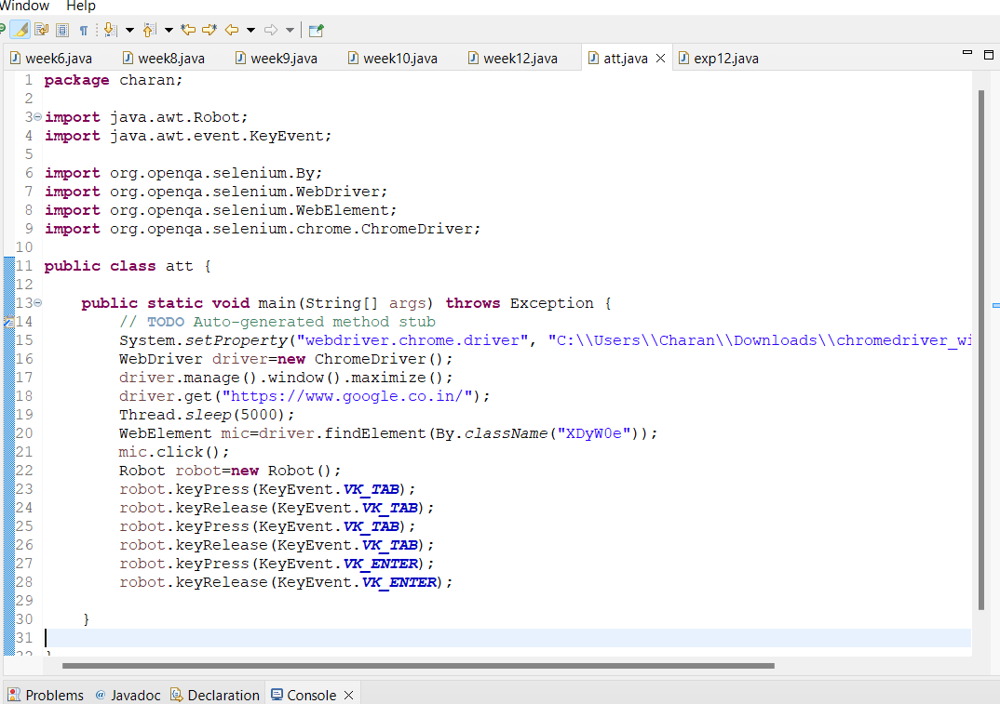 Window Help
week6.java week8.java week9.java week10.java week12.java att.java exp12.java
1 package charan;
2
3 import java.awt.Robot;
4 import java.awt.event.KeyEvent;
5
6 import org.openqa.selenium.By;
7 import org.openqa.selenium.WebDriver;
8 import org.openqa.selenium.WebElement;
9 import org.openqa.selenium.chrome.ChromeDriver;
10
11 public class att {
12
13 public static void main(String[] args) throws Exception {
14 // TODO Auto-generated method stub
15 System.setProperty("webdriver.chrome.driver", "C:\\Users\\Charan\\Downloads\\chromedriver_wi
16 WebDriver driver=new ChromeDriver();
17 driver.manage().window().maximize();
18 driver.get("https://www.google.co.in/");
19 Thread.sleep(5000);
20 WebElement mic=driver.findElement(By.className("XDyW0e"));
21 mic.click();
22 Robot robot=new Robot();
23 robot.keyPress(KeyEvent.VK_TAB);
24 robot.keyRelease(KeyEvent.VK_TAB);
25 robot.keyPress(KeyEvent.VK_TAB);
26 robot.keyRelease(KeyEvent.VK_TAB);
27 robot.keyPress(KeyEvent.VK_ENTER);
28 robot.keyRelease(KeyEvent.VK_ENTER);
29
30 }
31
32 }
Problems @ Javadoc Declaration Console